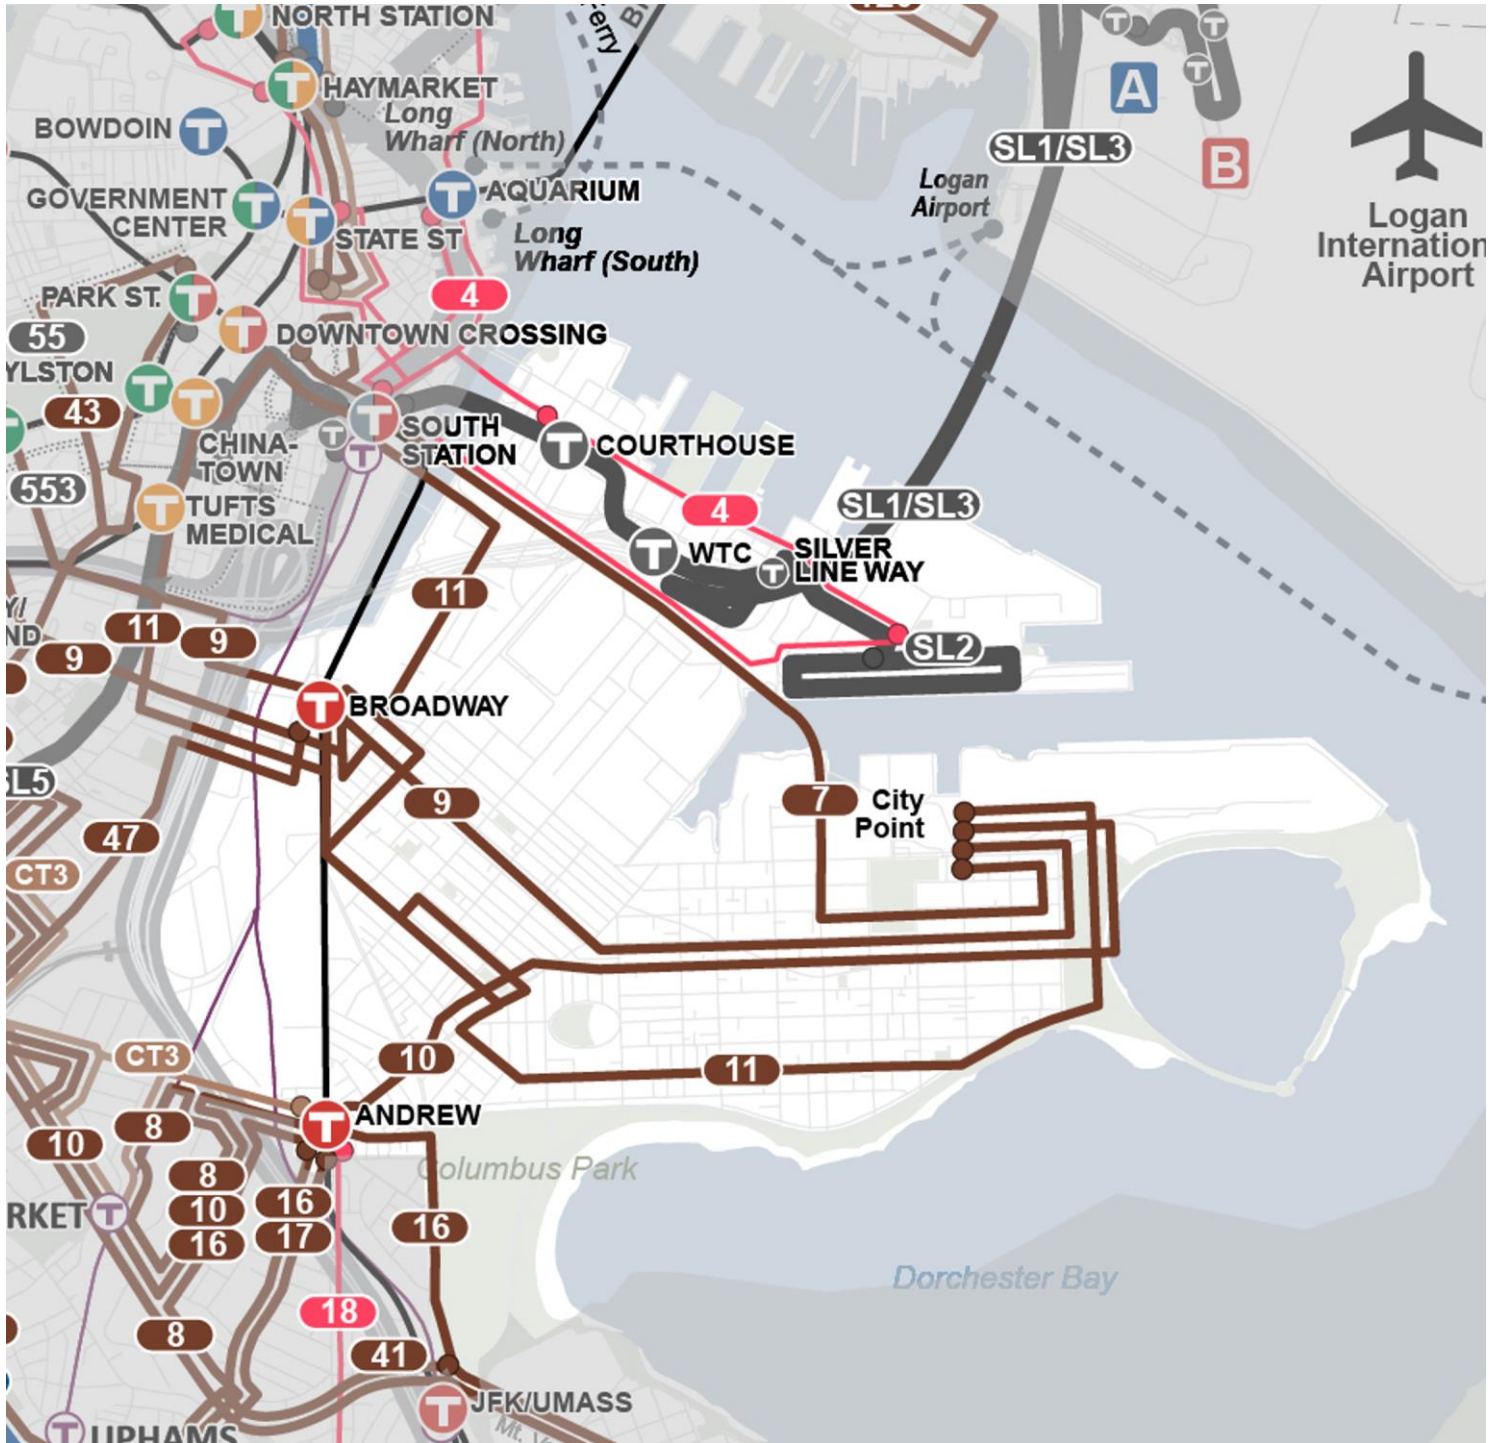 NORTH STATION
HAYMARKET
Long
Wharf (North)
BOWDOIN
GOVERNMENT
CENTER
AQUARIUM
STATE ST
Long
Wharf (South)
SL1/SL3
A
B
Logan
Airport
Logan
Internation
Airport
PARK ST.
4
DOWNTOWN CROSSING
55
YLSTON
43
CHINA-
TOWN
SOUTH
STATION
COURTHOUSE
553
TUFTS
MEDICAL
4
SL1/SL3
WTC
SILVER
LINE WAY
11
11
9
9
SL2
BROADWAY
SL5
9
7
City
Point
47
CT3
CT3
10
11
ANDREW
8
10
Columbus Park
8
10
16
16
17
16
RKET
Dorchester Bay
18
8
41
JFK/UMASS
UPHAMS